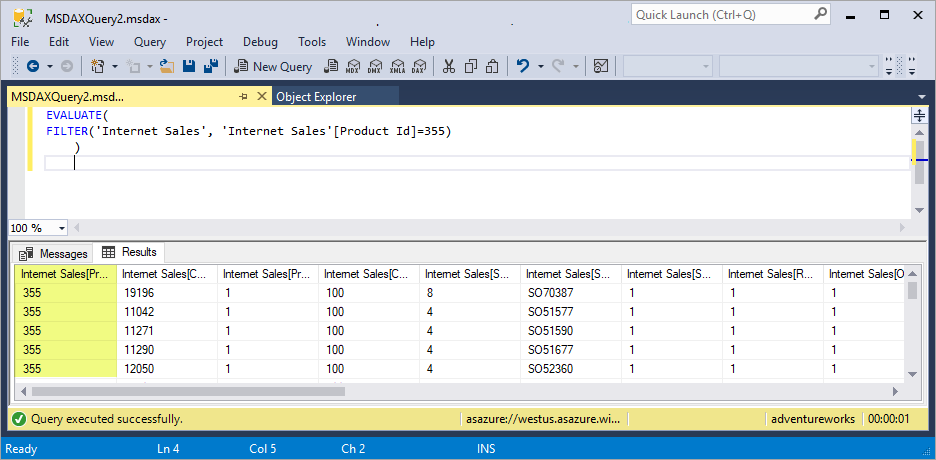 MSDAXQuery2.msdax -
Quick Launch (Ctrl+Q)
File Edit View Query Project Debug Tools Window Help
New Query MDX DMX XMLA DAX
MSDAXQuery2.msd... Object Explorer
EVALUATE(
FILTER('Internet Sales', 'Internet Sales'[Product Id]=355)
)
100 %
Messages Results
Internet Sales[Pr... Internet Sales[C... Internet Sales[Pr... Internet Sales[C... Internet Sales[S... Internet Sales[S... Internet Sales[S... Internet Sales[R... Internet Sales[O
355 19196 1 100 8 SO70387 1 1 1
355 11042 1 100 4 SO51577 1 1 1
355 11271 1 100 4 SO51590 1 1 1
355 11290 1 100 4 SO51677 1 1 1
355 12050 1 100 4 SO52360 1 1 1
Query executed successfully. asazure://westus.asazure.wi... adventureworks 00:00:01
Ready Ln 4 Col 5 Ch 2 INS